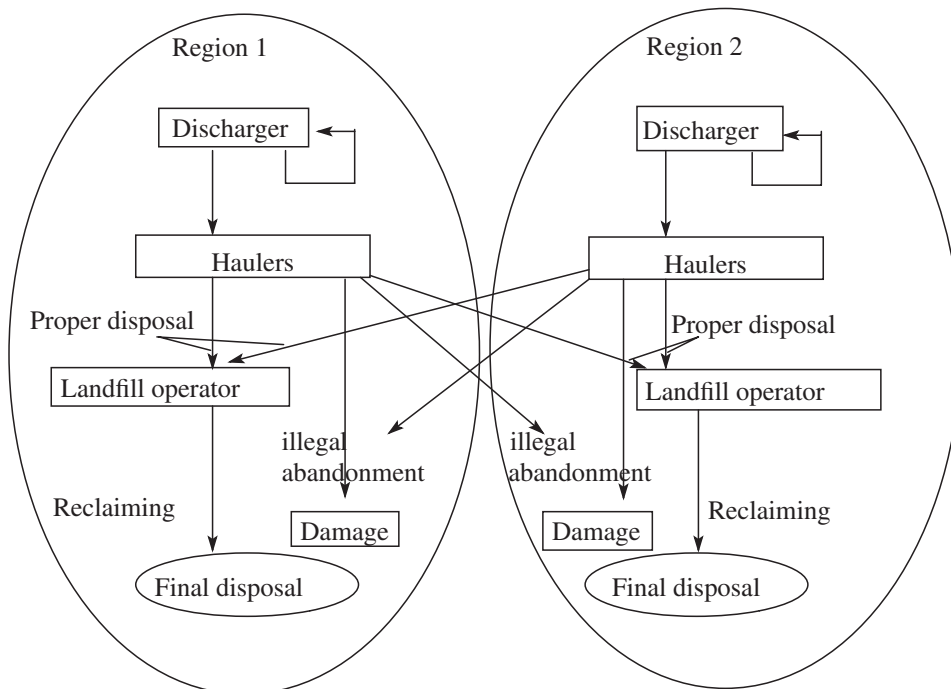 Region 1
Discharger
Haulers
Proper disposal
Landfill operator
illegal
abandonment
Reclaiming
Damage
Final disposal
Region 2
Discharger
Haulers
Proper disposal
Landfill operator
illegal
abandonment
Reclaiming
Damage
Final disposal